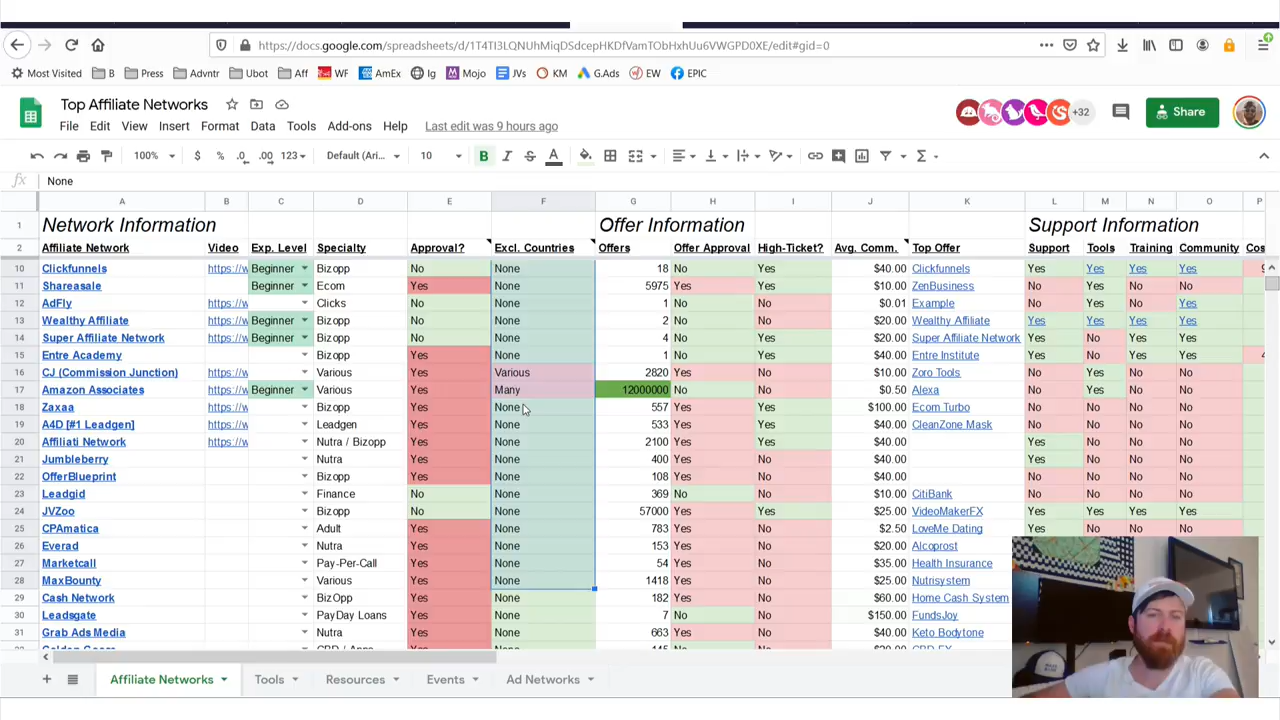 https://docs.google.com/spreadsheets/d/1T4TI3LQNUhMiqDSdcepHKDfVamTObHxhUu6VWGPD0XE/edit#gid=0
Most Visited B Press Advntr Ubot Aff WF AmEx Ig Mojo JVs KM G.Ads EW EPIC
Top Affiliate Networks
+32 Share
File Edit View Insert Format Data Tools Add-ons Help Last edit was 9 hours ago
100% $ % .0 .00 123 Default (Ari... 10 B I S A
fx None
A B C D E F G H I J K L M N O P
1 Network Information Offer Information Support Information
2 Affiliate Network Video Exp. Level Specialty Approval? Excl. Countries Offers Offer Approval High-Ticket? Avg. Comm. Top Offer Support Tools Training Community Cos
10 Clickfunnels https://w Beginner Bizopp No None 18 No Yes $40.00 Clickfunnels Yes Yes Yes Yes 9
11 Shareasale Beginner Ecom Yes None 5975 Yes Yes $10.00 ZenBusiness No Yes No No
12 AdFly https://w Clicks No None 1 No No $0.01 Example No Yes No Yes
13 Wealthy Affiliate https://w Beginner Bizopp No None 2 No No $20.00 Wealthy Affiliate Yes Yes Yes Yes
14 Super Affiliate Network https://w Beginner Bizopp No None 4 No Yes $20.00 Super Affiliate Network Yes No Yes Yes
15 Entre Academy https://w Bizopp Yes None 1 No Yes $40.00 Entre Institute Yes No Yes Yes 4
16 CJ (Commission Junction) https://w Various Yes Various 2820 Yes No $10.00 Zoro Tools No Yes No No
17 Amazon Associates https://w Beginner Various Yes Many 12000000 No No $0.50 Alexa No Yes No No
18 Zaxaa https://w Bizopp Yes None 557 Yes Yes $100.00 Ecom Turbo No No No No
19 A4D [#1 Leadgen] https://w Leadgen Yes None 533 Yes No $40.00 CleanZone Mask No No No No
20 Affiliati Network https://w Nutra / Bizopp Yes None 2100 Yes No $40.00 Yes No No No
21 Jumbleberry Nutra Yes None 400 Yes No $40.00 Yes No No No
22 OfferBlueprint Bizopp Yes None 108 Yes No $40.00 No No No No
23 Leadgid Finance No None 369 No No $10.00 CitiBank No No No No
24 JVZoo Bizopp No None 57000 Yes Yes $25.00 VideoMakerFX Yes Yes Yes Yes
25 CPAmatica Adult Yes None 783 Yes No $2.50 LoveMe Dating Yes No No No
26 Everad Nutra Yes None 153 Yes No $20.00 Alcoprost
27 Marketcall Pay-Per-Call Yes None 54 Yes No $35.00 Health Insurance
28 MaxBounty Various Yes None 1418 Yes No $25.00 Nutrisystem
29 Cash Network BizOpp Yes None 182 Yes No $60.00 Home Cash System
30 Leadsgate PayDay Loans Yes None 7 No No $150.00 FundsJoy
31 Grab Ads Media Nutra Yes None 663 Yes No $40.00 Keto Bodytone
Affiliate Networks Tools Resources Events Ad Networks